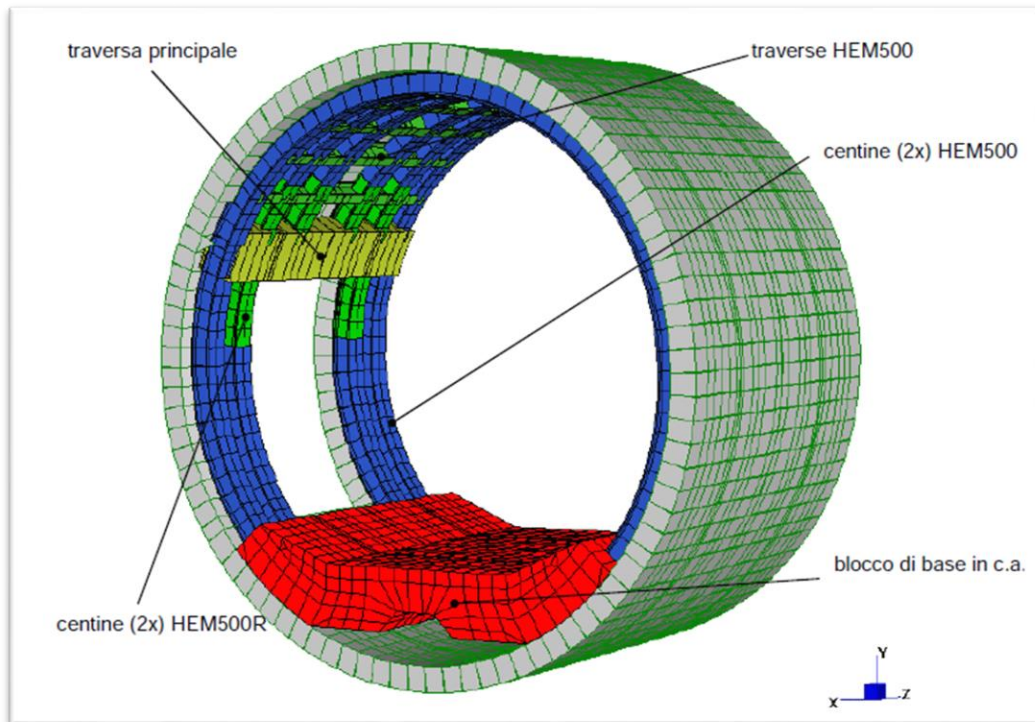 traversa principale
traverse HEM500
centine (2x) HEM500
blocco di base in c.a.
centine (2x) HEM500R
Y
X
-Z